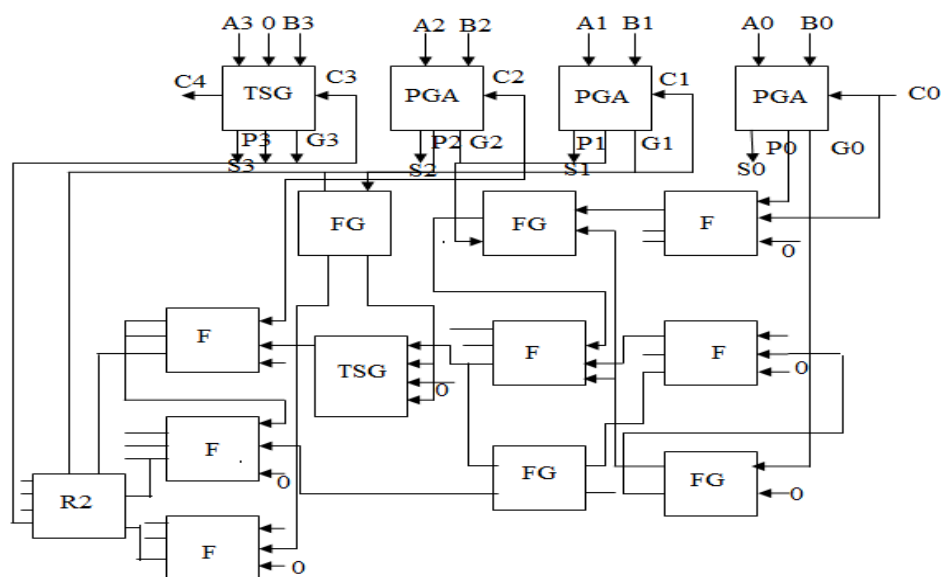 A3 0 B3 A2 B2 A1 B1 A0 B0
C4 TSG C3 PGA C2 PGA C1 PGA C0
P3 G3 P2 G2 P1 G1 P0 G0
S3 S2 S1 S0
FG FG F
0
F TSG F F
0 0
F FG FG
0 0
R2
F
0